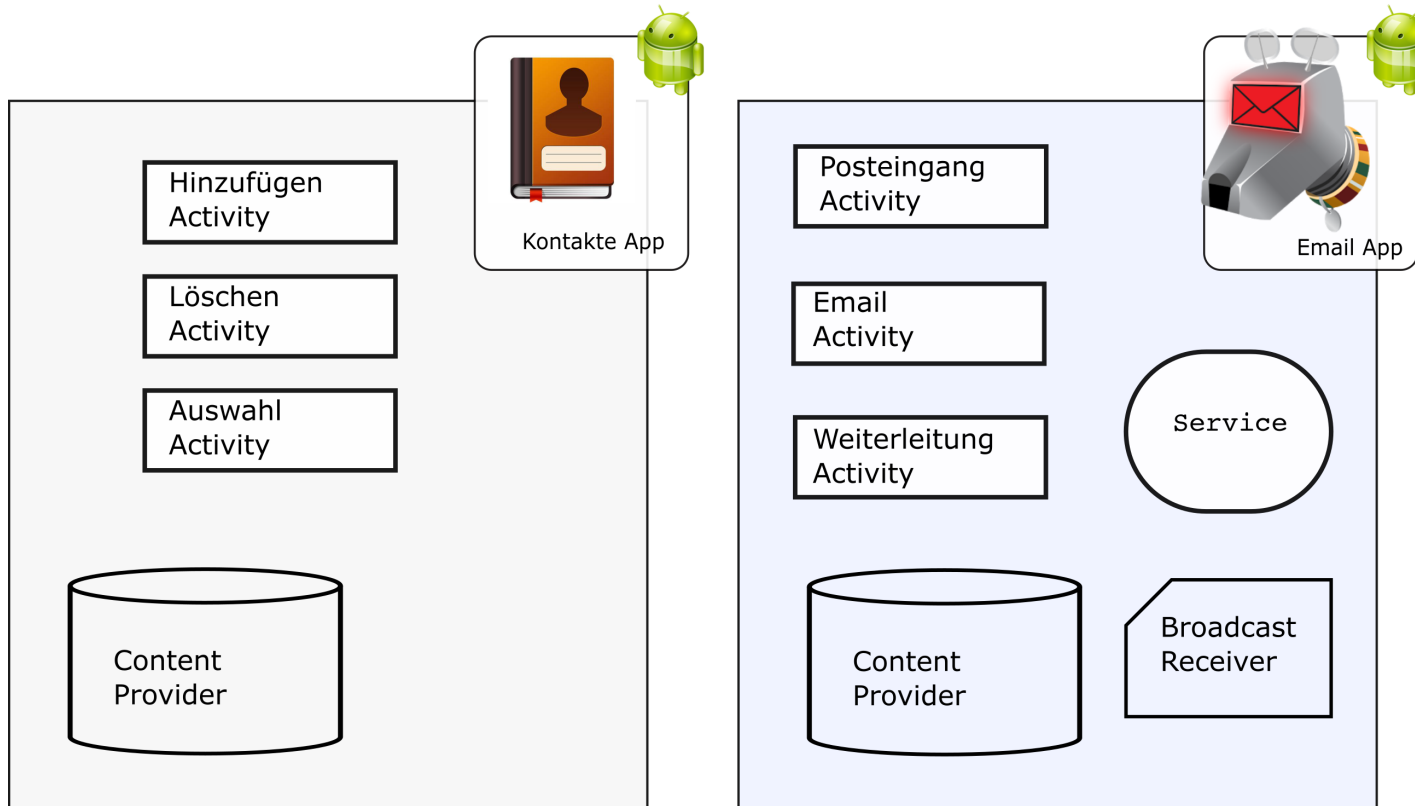 Kontakte App
Hinzufügen
Activity
Löschen
Activity
Auswahl
Activity
Content
Provider
Email App
Posteingang
Activity
Email
Activity
Weiterleitung
Activity
Service
Content
Provider
Broadcast
Receiver